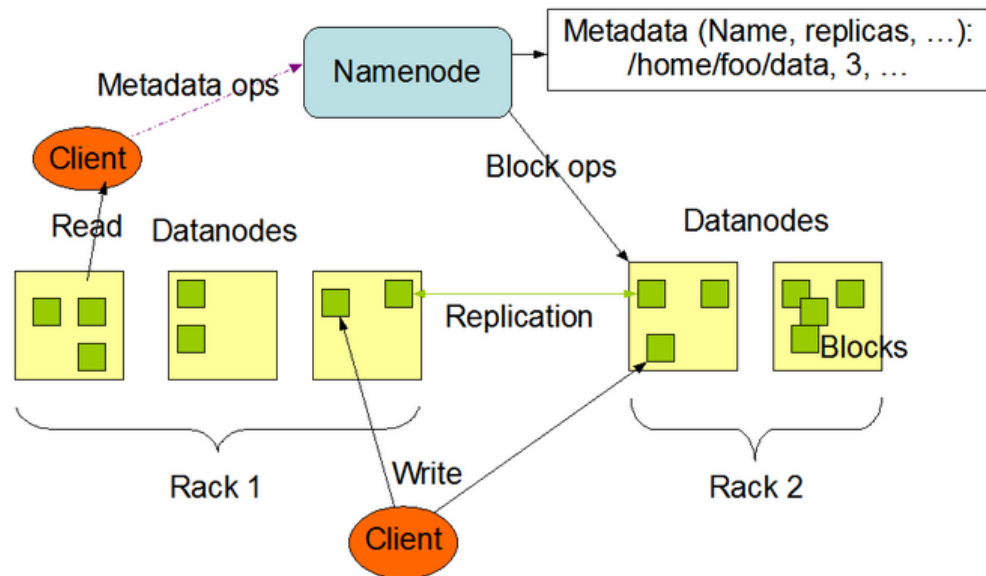 Metadata (Name, replicas, …):
/home/foo/data, 3, …
Namenode
Metadata ops
Client
Block ops
Read
Datanodes
Datanodes
Replication
Blocks
Write
Rack 1
Rack 2
Client